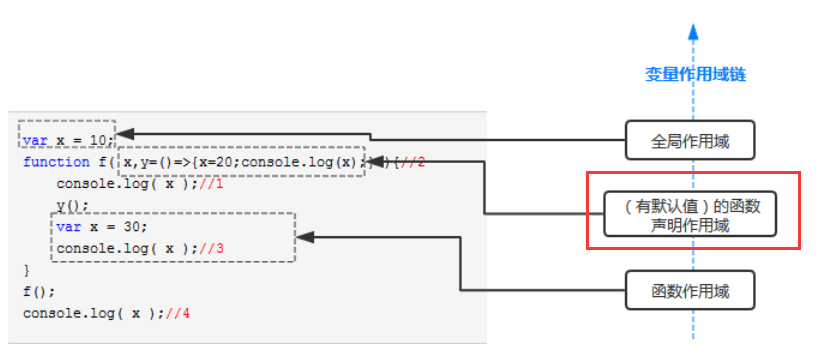 变量作用域链
全局作用域
var x = 10;
function f( x,y=()=>{x=20;console.log(x);} ){//2
console.log( x );//1
y();
var x = 30;
console.log( x );//3
}
f();
console.log( x );//4
（有默认值）的函数
声明作用域
函数作用域